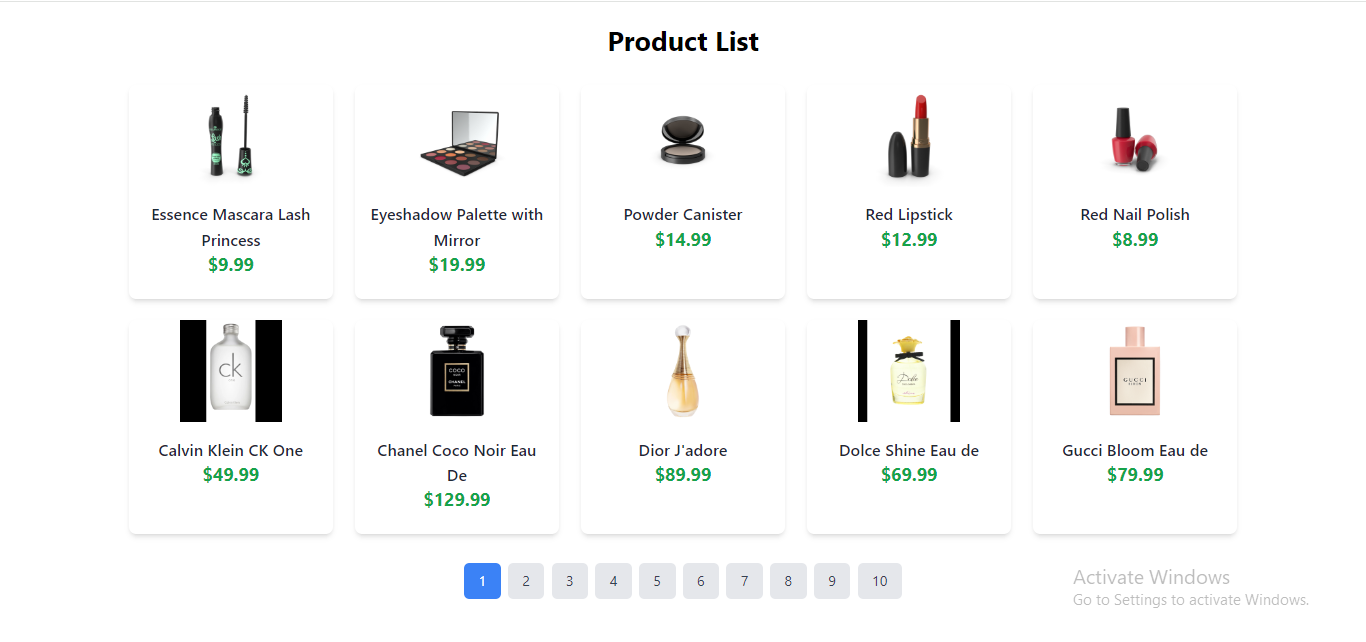 Product List
Essence Mascara Lash
Princess
$9.99
Eyeshadow Palette with
Mirror
$19.99
Powder Canister
$14.99
Red Lipstick
$12.99
Red Nail Polish
$8.99
ck
Calvin Klein CK One
$49.99
COCO
CHANEL
Chanel Coco Noir Eau
De
$129.99
Dior J'adore
$89.99
Dolce
Dolce Shine Eau de
$69.99
GUCCI
Gucci Bloom Eau de
$79.99
1 2 3 4 5 6 7 8 9 10
Activate Windows
Go to Settings to activate Windows.